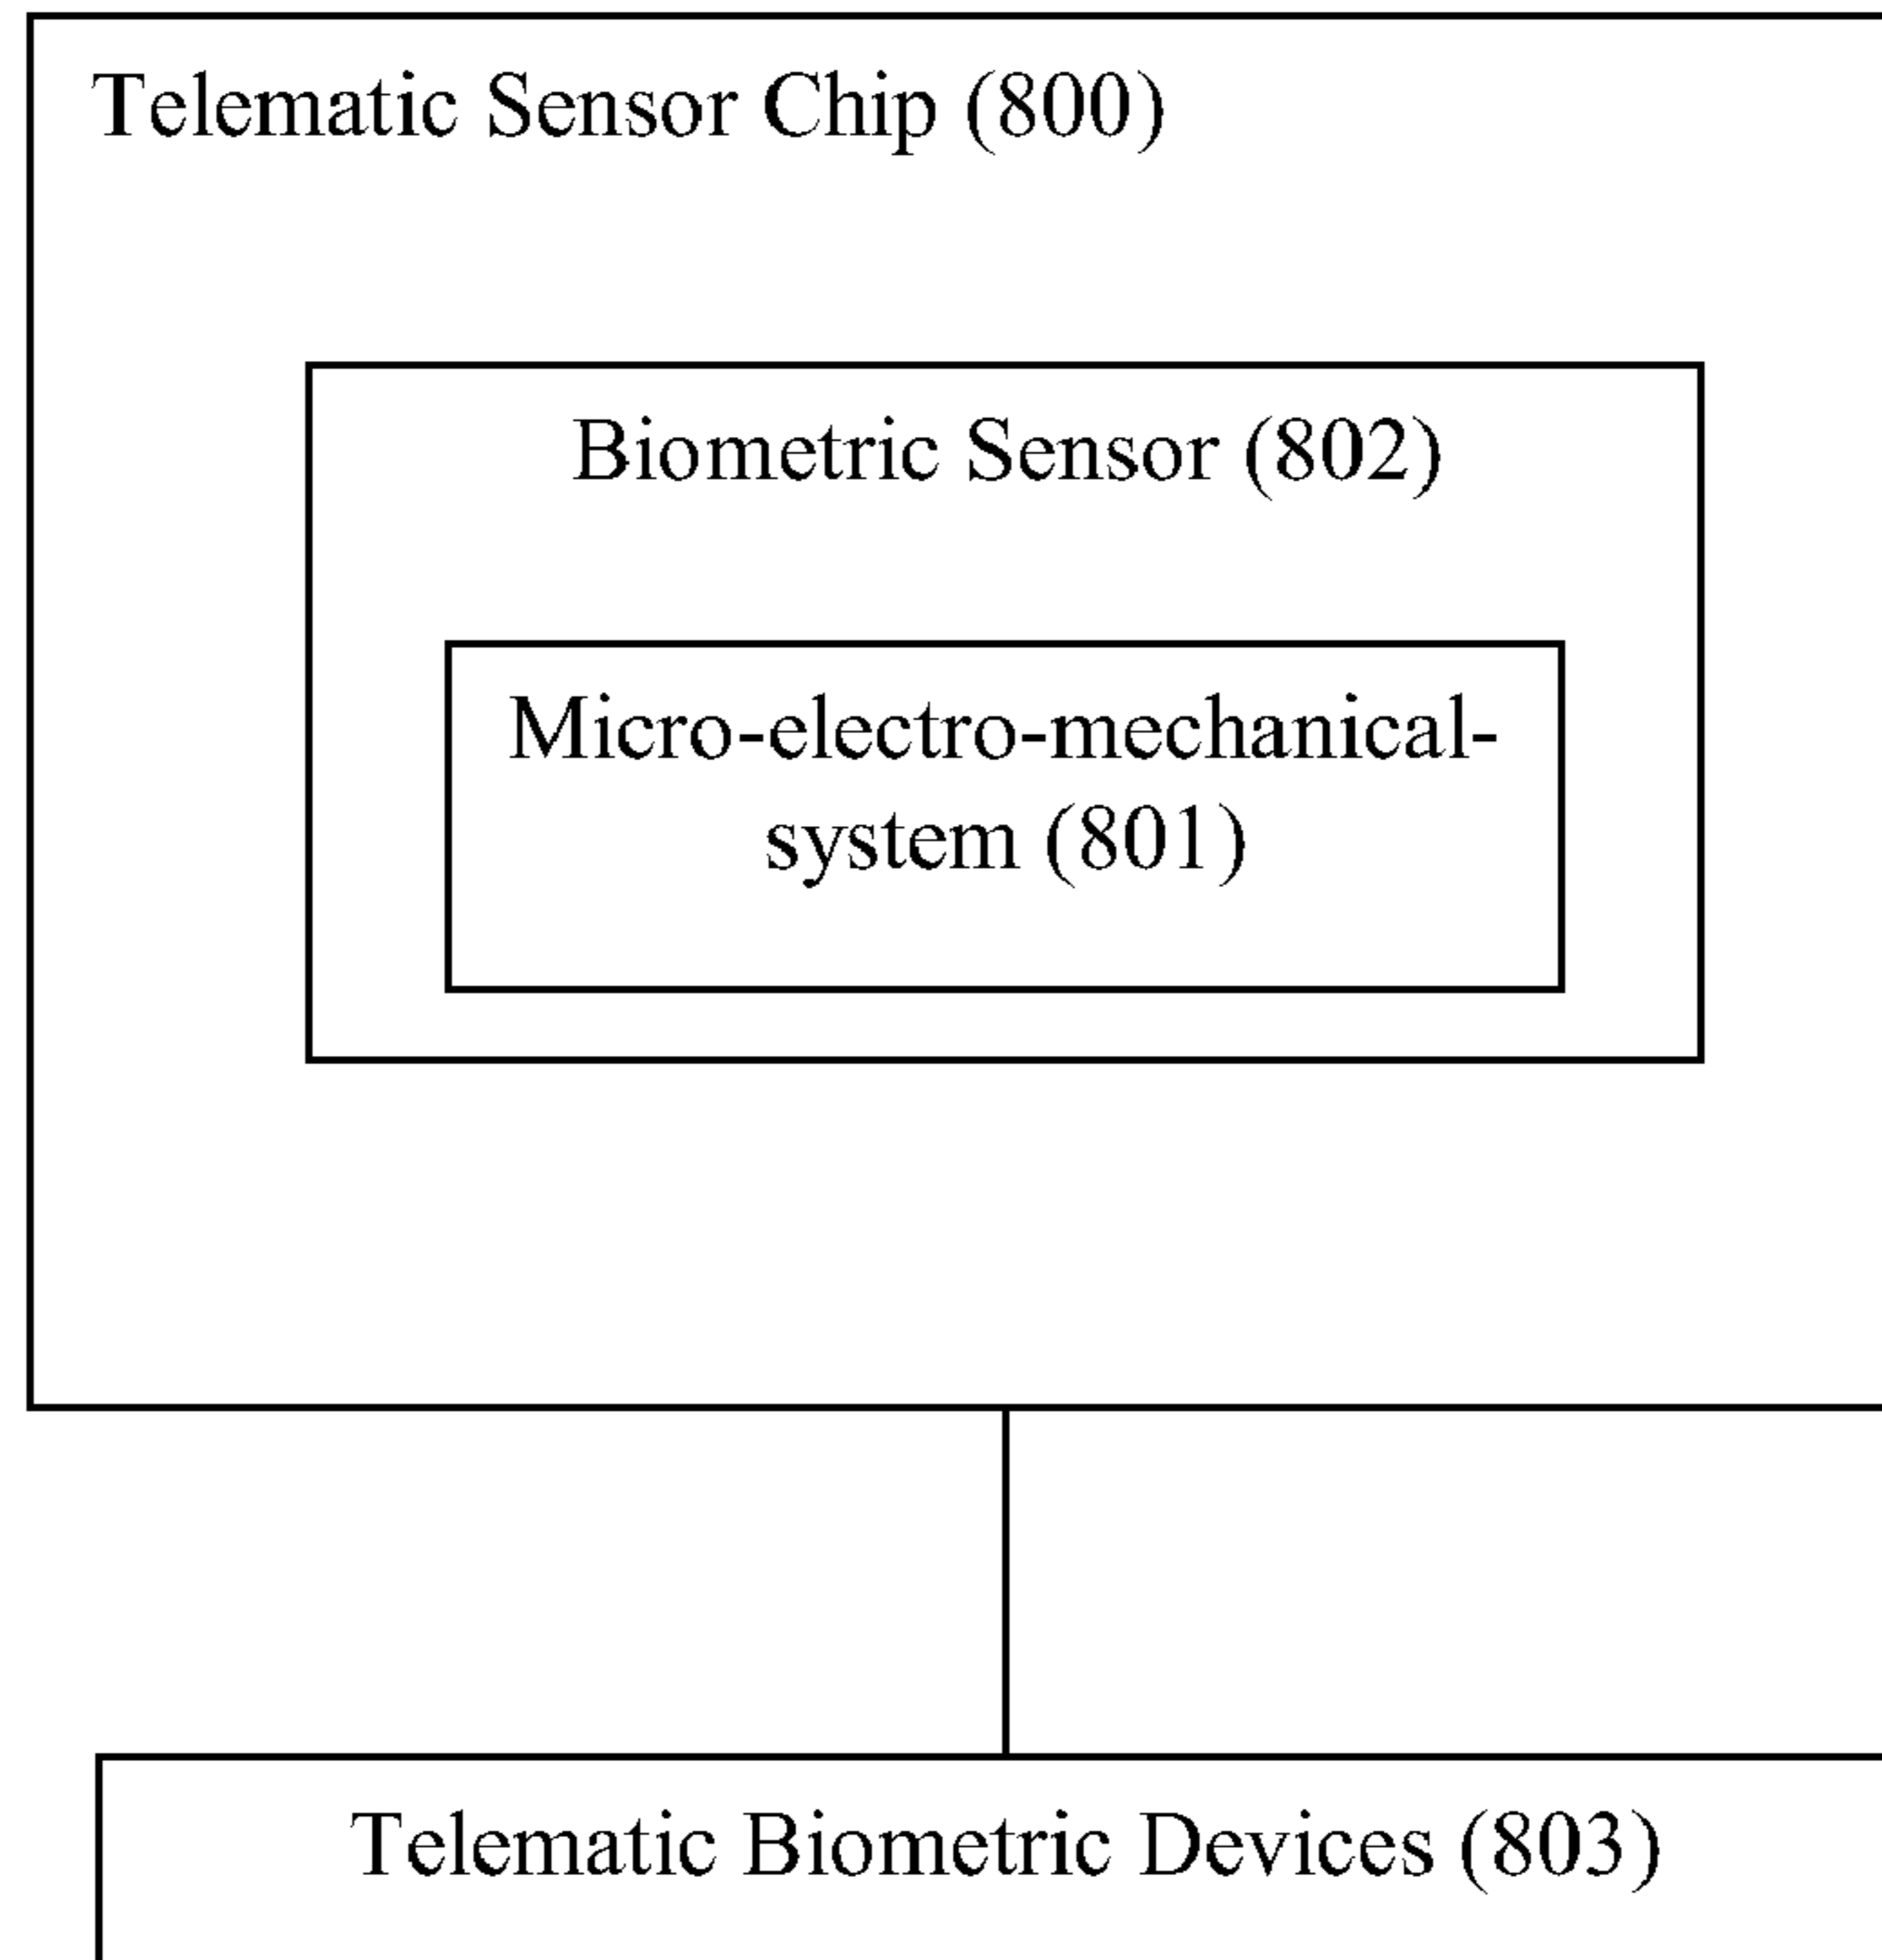 Telematic Sensor Chip (800)
Biometric Sensor (802)
Micro-electro-mechanical-
system (801)
Telematic Biometric Devices (803)